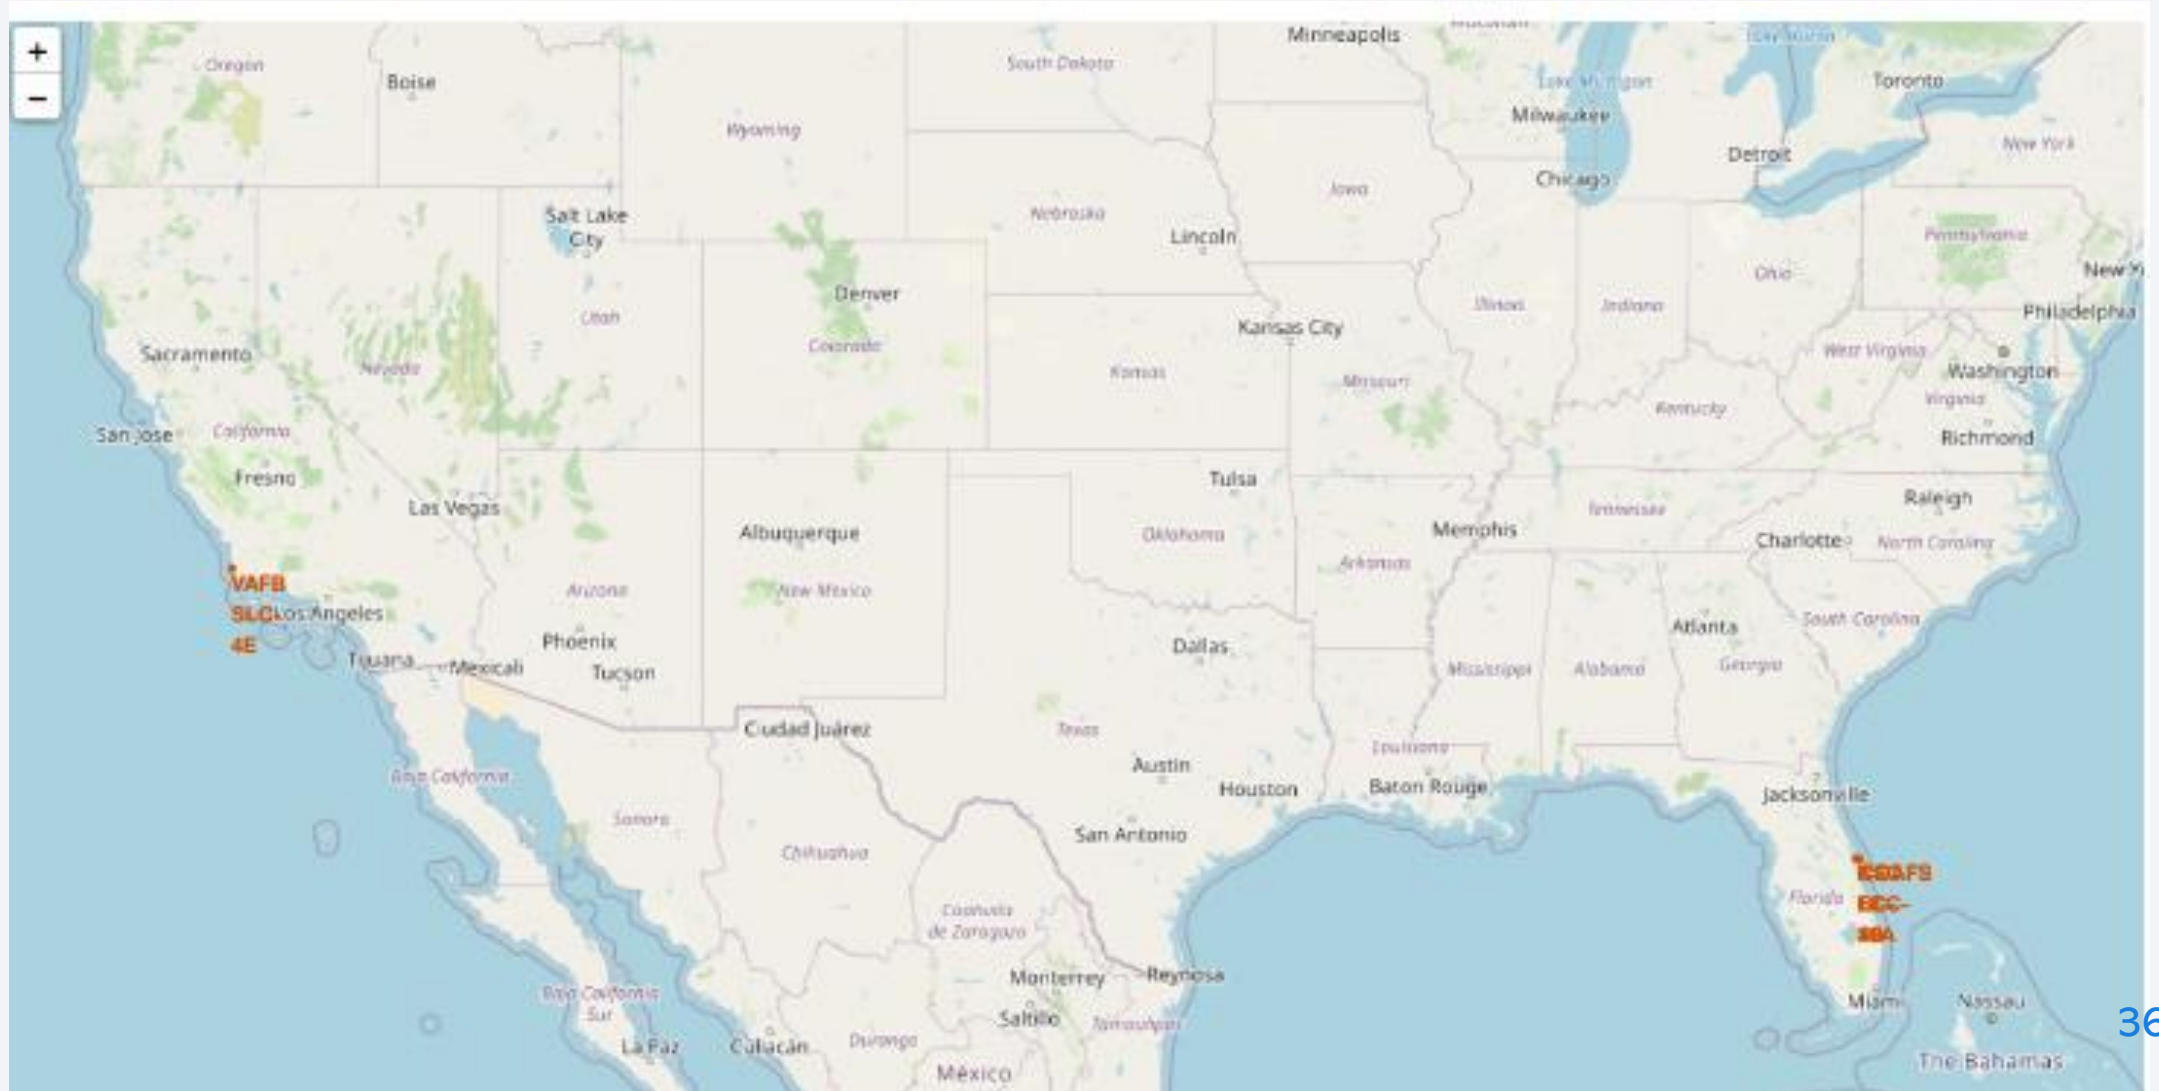 +
−
Oregon
Boise
South Dakota
Minneapolis
Lake Michigan
Toronto
Wyoming
Milwaukee
Detroit
New York
Chicago
Iowa
Salt Lake
City
Nebraska
Lincoln
Pennsylvania
Denver
Ohio
Utah
Illinois
Indiana
Philadelphia
Kansas City
Sacramento
Nevada
Colorado
Kansas
Missouri
West Virginia
Washington
Virginia
Kentucky
San Jose
California
Richmond
Fresno
Las Vegas
Tulsa
Raleigh
Albuquerque
Oklahoma
Memphis
Tennessee
Charlotte
North Carolina
VAFB
SLC-
4E
Los Angeles
Arizona
New Mexico
Arkansas
Phoenix
Tucson
Dallas
Atlanta
South Carolina
Tijuana
Mexicali
Mississippi
Alabama
Georgia
Ciudad Juárez
Texas
Louisiana
Baja California
Austin
Houston
Baton Rouge
Jacksonville
Sonora
Chihuahua
San Antonio
Florida
Coahuila
de Zaragoza
Monterrey
Reynosa
Baja California
Sur
Saltillo
Tamaulipas
Miami
Nassau
36
La Paz
Culiacán
Durango
México
The Bahamas